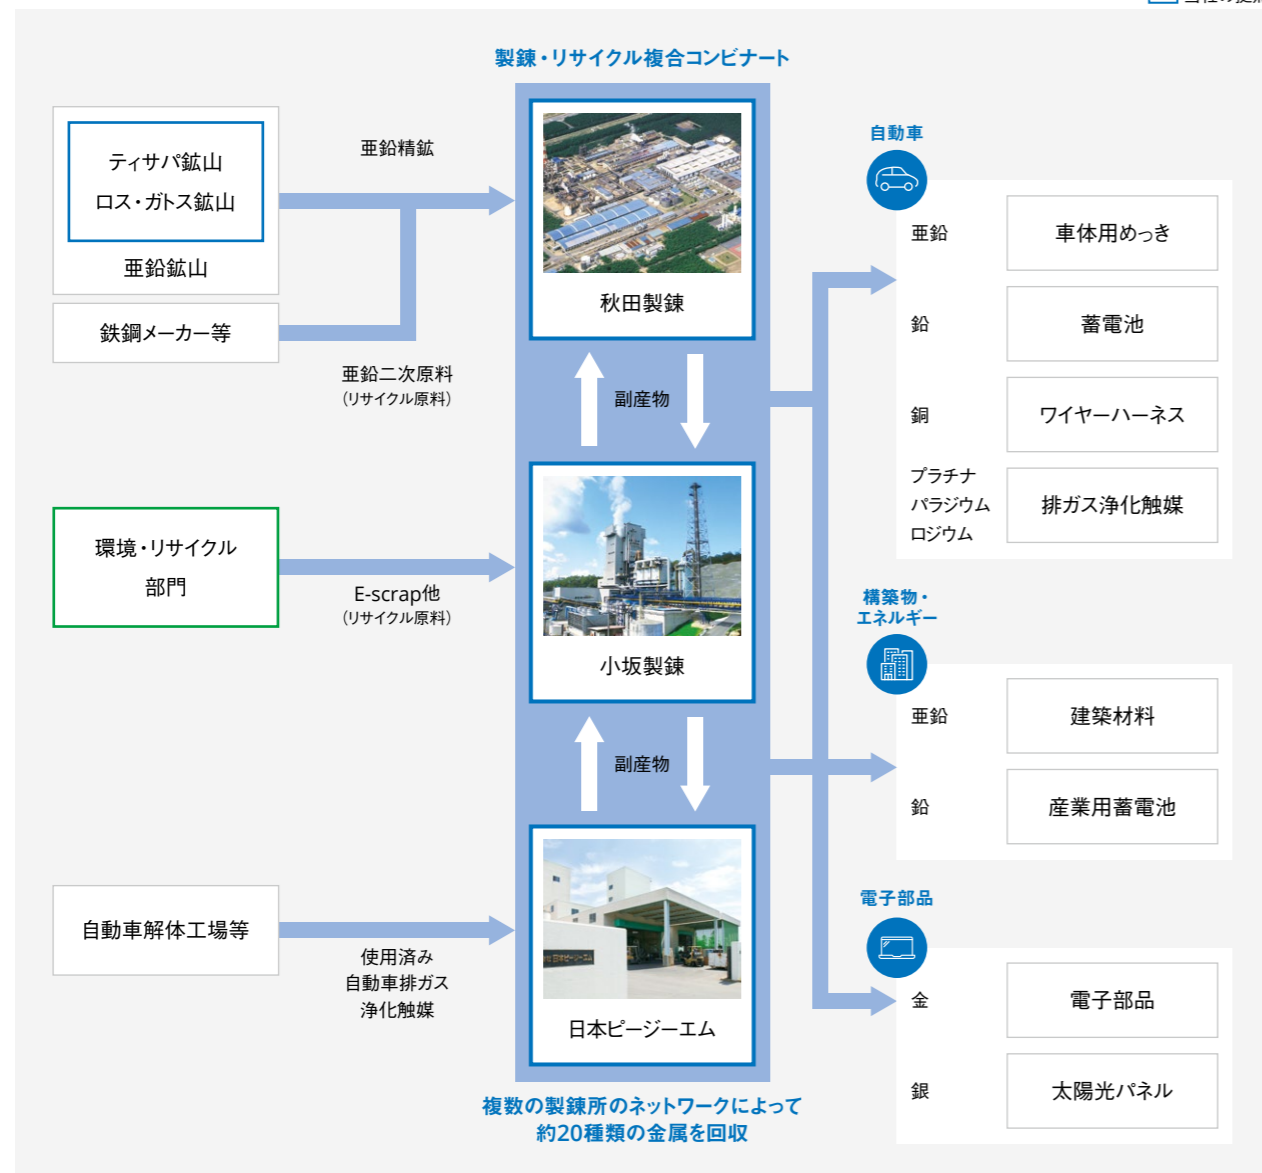 製錬・リサイクル複合コンビナート
ティサパ鉱山
ロス・ガトス鉱山
亜鉛鉱山
鉄鋼メーカー等
亜鉛精鉱
亜鉛二次原料
(リサイクル原料)
秋田製錬
副産物
環境・リサイクル
部門
E-scrap他
(リサイクル原料)
小坂製錬
副産物
自動車解体工場等
使用済み
自動車排ガス
浄化触媒
日本ピージーエム
日本ピージーエム
複数の製錬所のネットワークによって
約20種類の金属を回収
自動車
亜鉛
車体用めっき
鉛
蓄電池
銅
ワイヤーハーネス
プラチナ
パラジウム
ロジウム
排ガス浄化触媒
構築物・
エネルギー
亜鉛
建築材料
鉛
産業用蓄電池
電子部品
金
電子部品
銀
太陽光パネル